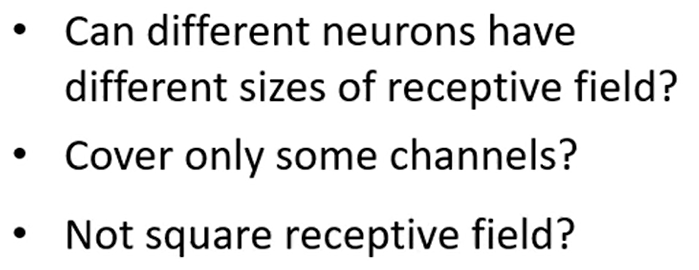 • Can different neurons have
different sizes of receptive field?
• Cover only some channels?
• Not square receptive field?